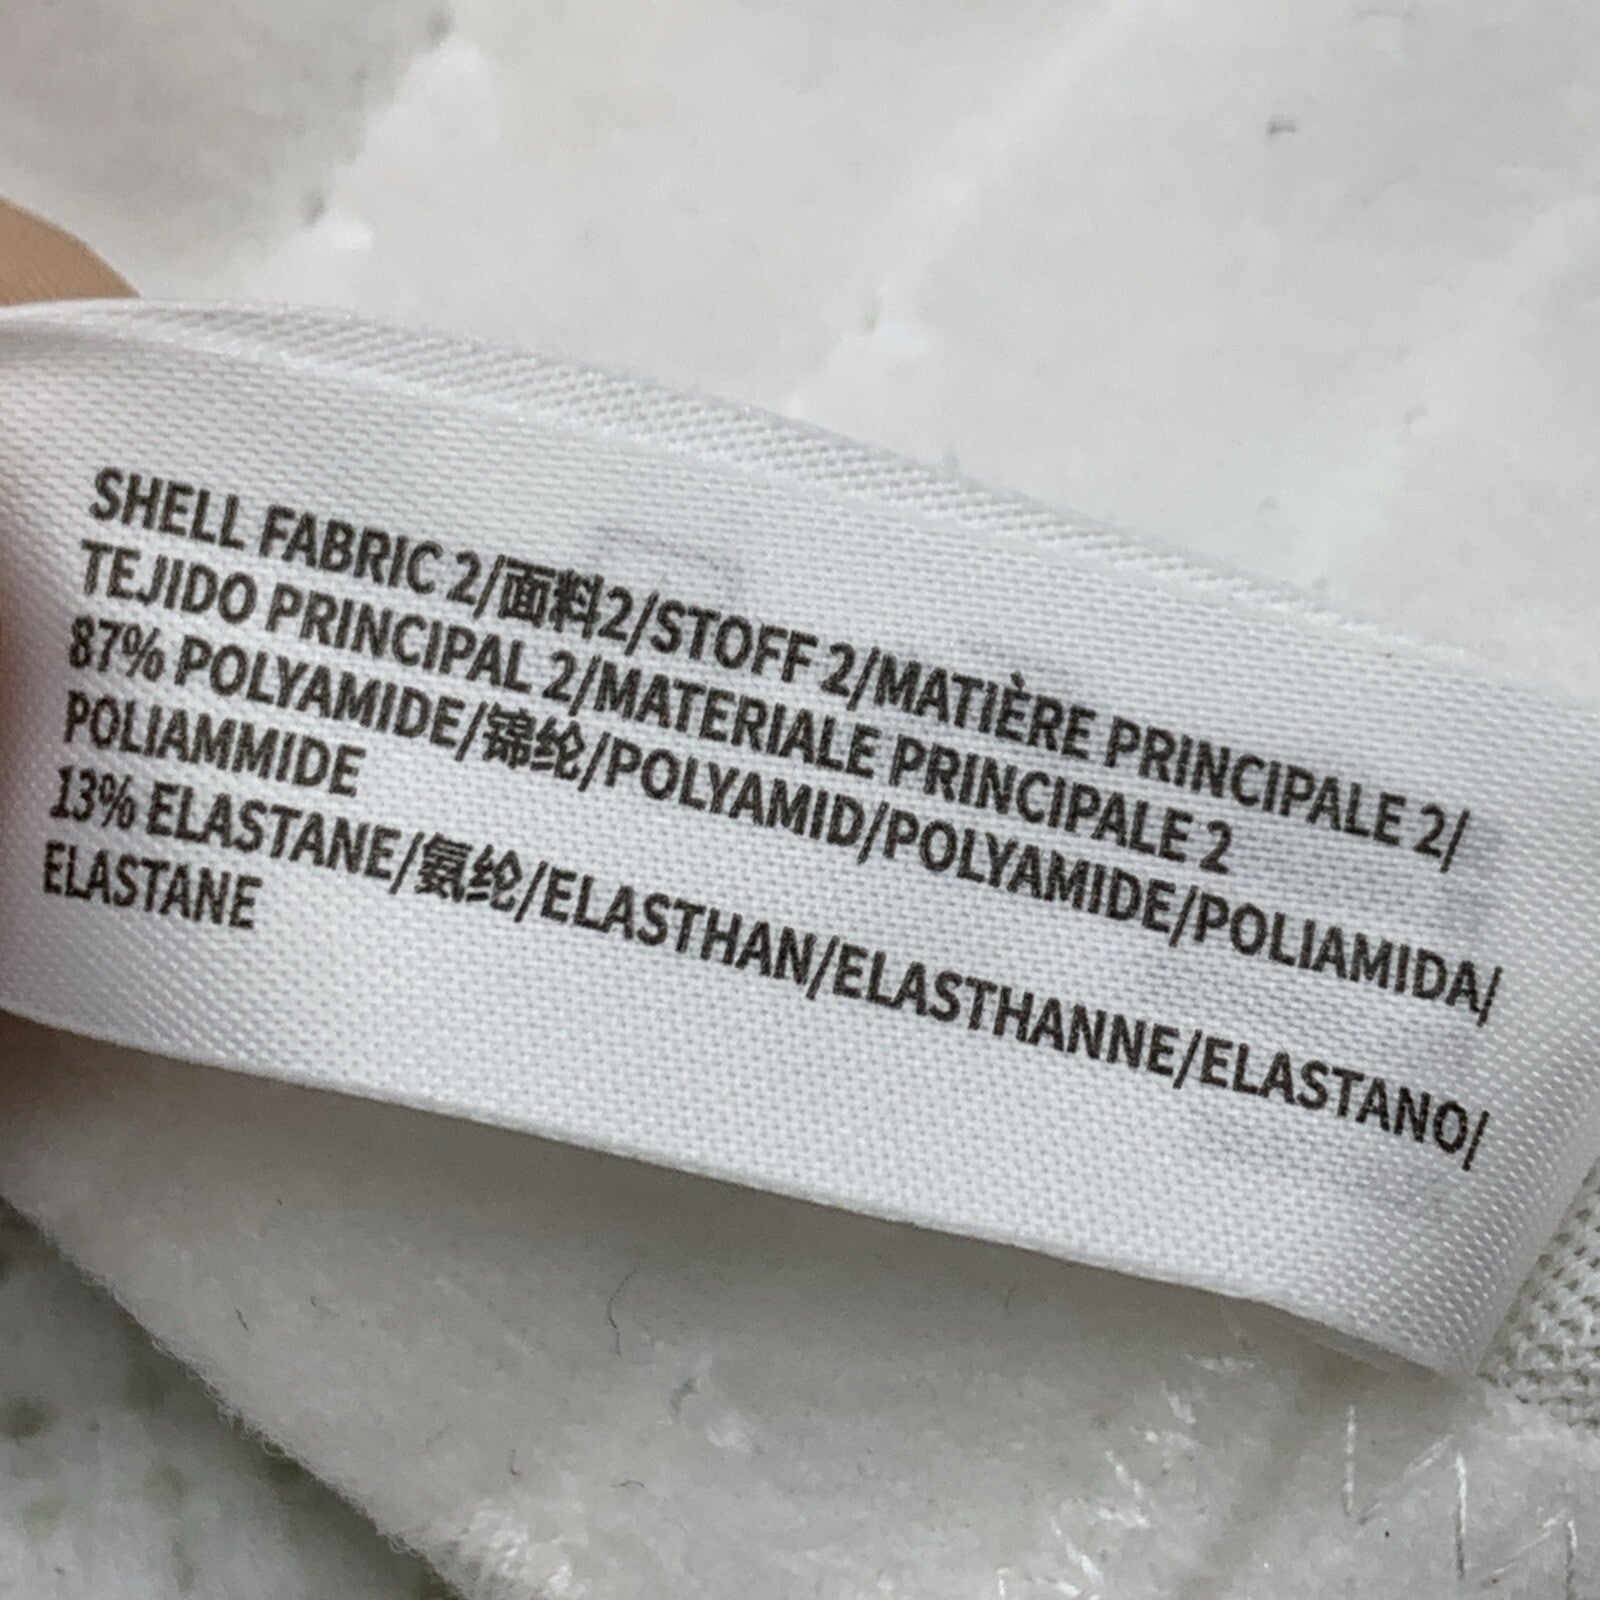 SHELL FABRIC 2/面料2/STOFF 2/MATIÈRE PRINCIPALE 2/
TEJIDO PRINCIPAL 2/MATERIALE PRINCIPALE 2
87% POLYAMIDE/锦纶/POLYAMID/POLYAMIDE/POLIAMIDA/
POLIAMMIDE
13% ELASTANE/氨纶/ELASTHAN/ELASTHANNE/ELASTANO/
ELASTANE